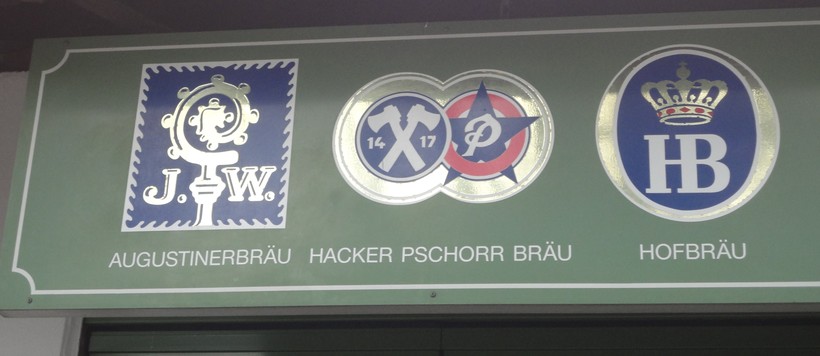 J. W.
14 17 P
HB
AUGUSTINERBRÄU HACKER PSCHORR BRÄU HOFBRÄU